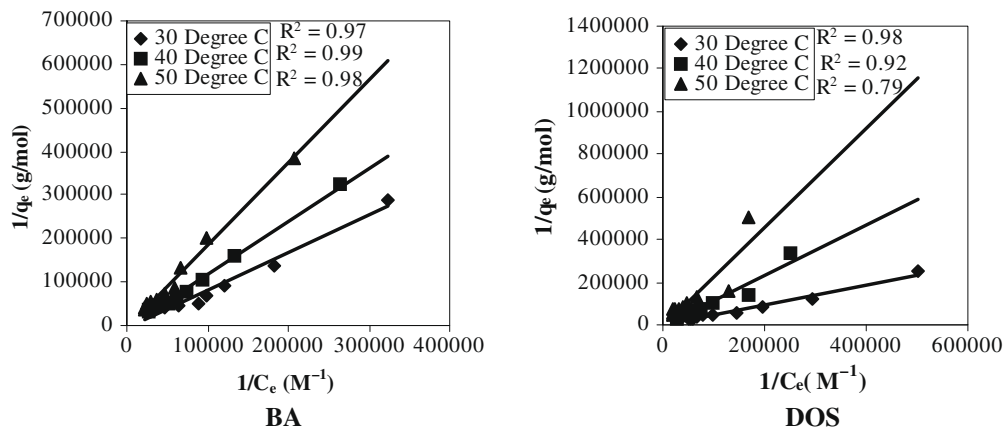 700000
600000
500000
400000
300000
200000
100000
0
1/qₑ (g/mol)
30 Degree C R² = 0.97
40 Degree C R² = 0.99
50 Degree C R² = 0.98
0 100000 200000 300000 400000
1/Cₑ (M⁻¹)
BA
1400000
1200000
1000000
800000
600000
400000
200000
0
1/qₑ (g/mol)
30 Degree C R² = 0.98
40 Degree C R² = 0.92
50 Degree C R² = 0.79
0 200000 400000 600000
1/Cₑ( M⁻¹)
DOS